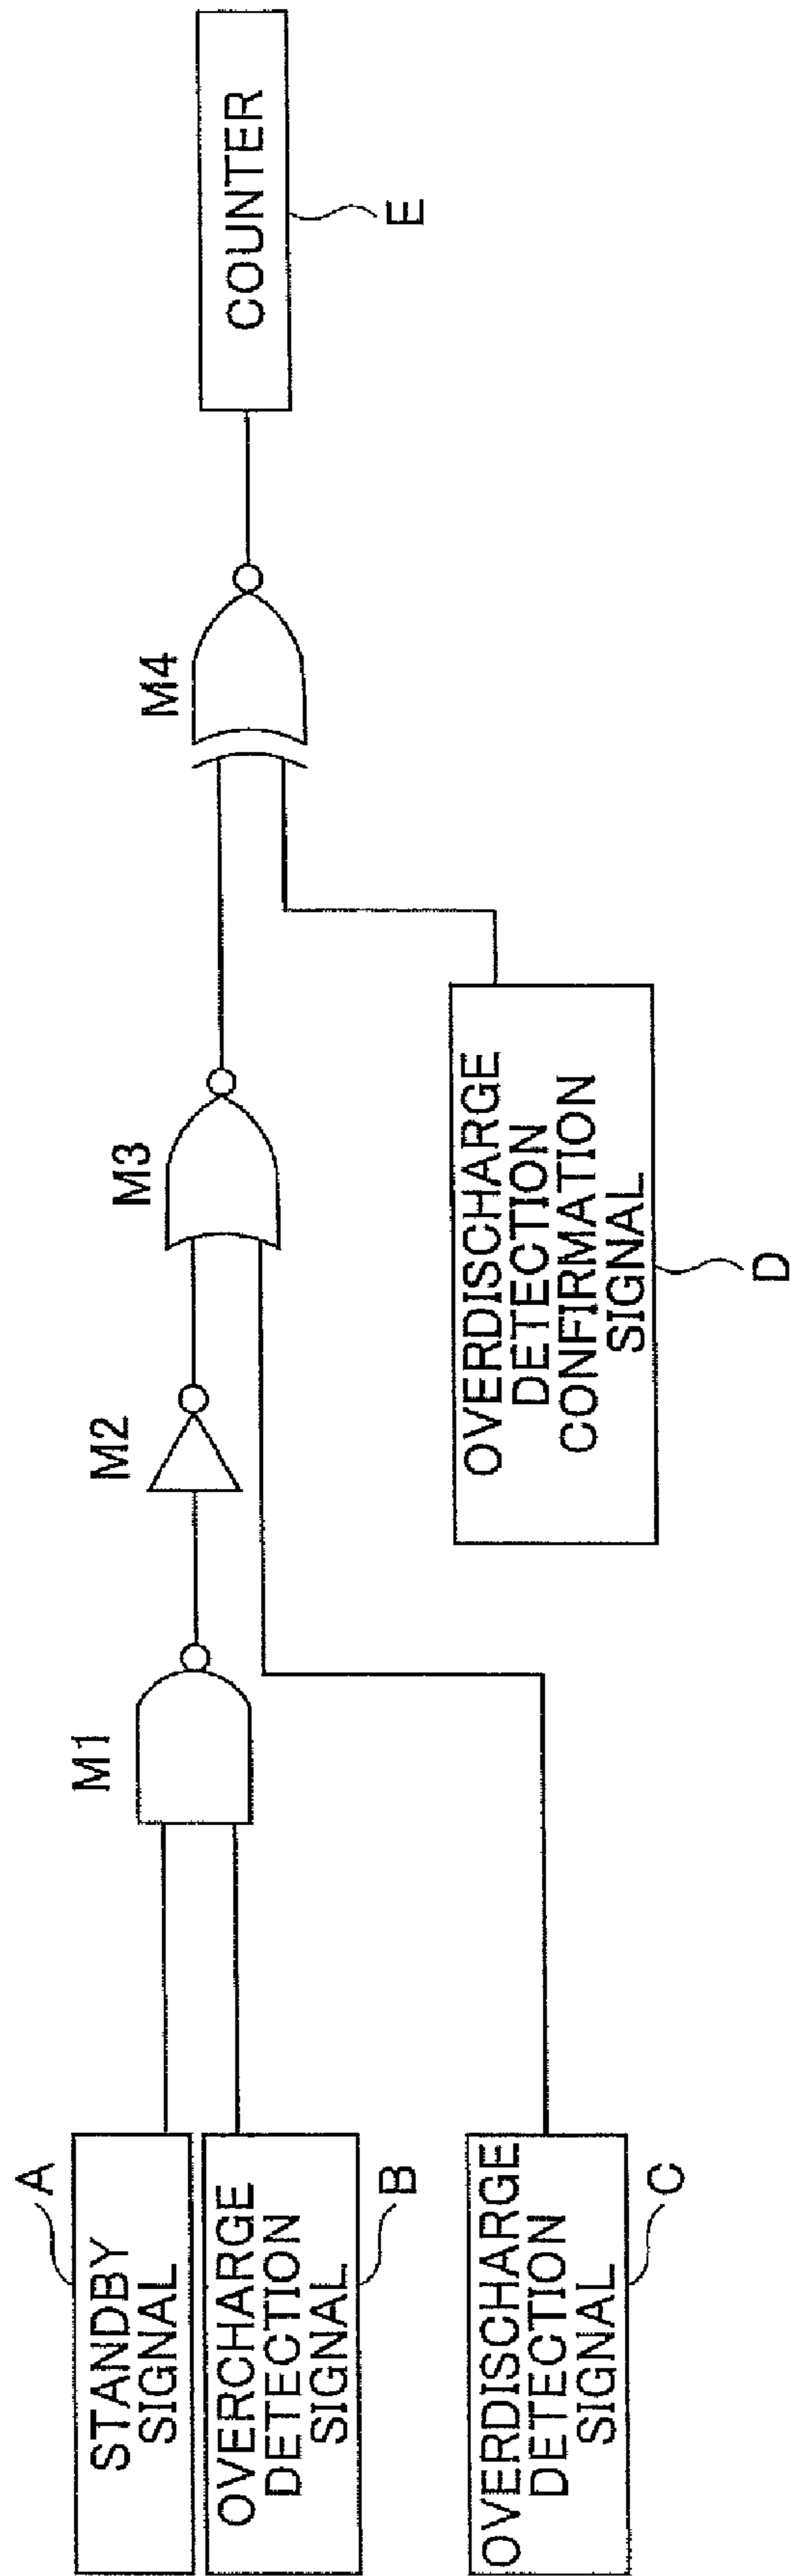 A
STANDBY
SIGNAL
OVERCHARGE
DETECTION
SIGNAL
B
OVERDISCHARGE
DETECTION
SIGNAL
C
M1
M2
M3
OVERDISCHARGE
DETECTION
CONFIRMATION
SIGNAL
D
M4
COUNTER
E